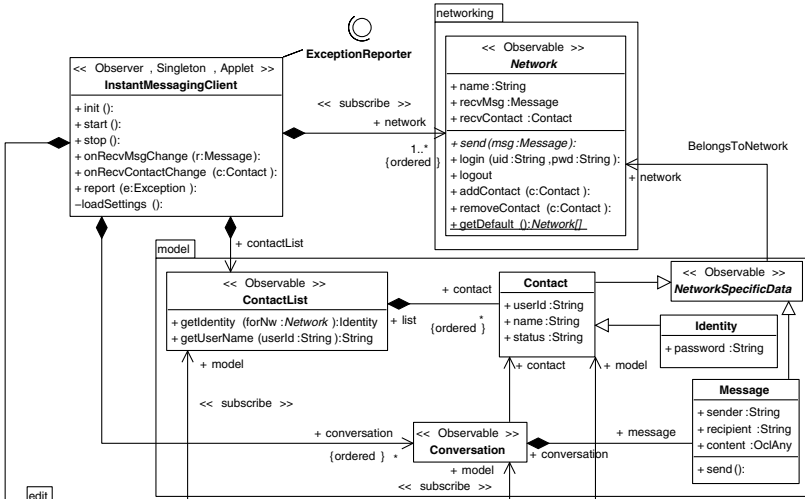 networking
ExceptionReporter
<< Observer , Singleton , Applet >>
InstantMessagingClient
+ init ():
+ start ():
+ stop ():
+ onRecvMsgChange (r:Message):
+ onRecvContactChange (c:Contact ):
+ report (e:Exception ):
–loadSettings ():
<< subscribe >>
+ network
1..*
{ordered }
<< Observable >>
Network
+ name :String
+ recvMsg :Message
+ recvContact :Contact
+ send (msg :Message):
+ login (uid :String ,pwd :String ):
+ logout
+ addContact (c:Contact ):
+ removeContact (c:Contact ):
+ getDefault ():Network[]
BelongsToNetwork
+ network
+ contactList
model
<< Observable >>
ContactList
+ getIdentity (forNw :Network ):Identity
+ getUserName (userId :String ):String
+ contact
+ list
*
{ordered }
Contact
+ userId :String
+ name :String
+ status :String
<< Observable >>
NetworkSpecificData
Identity
+ password :String
+ model
+ contact
+ model
<< subscribe >>
Message
+ sender :String
+ recipient :String
+ content :OclAny
+ send ():
+ conversation
{ordered } *
<< Observable >>
Conversation
+ message
+ conversation
+ model
<< subscribe >>
edit